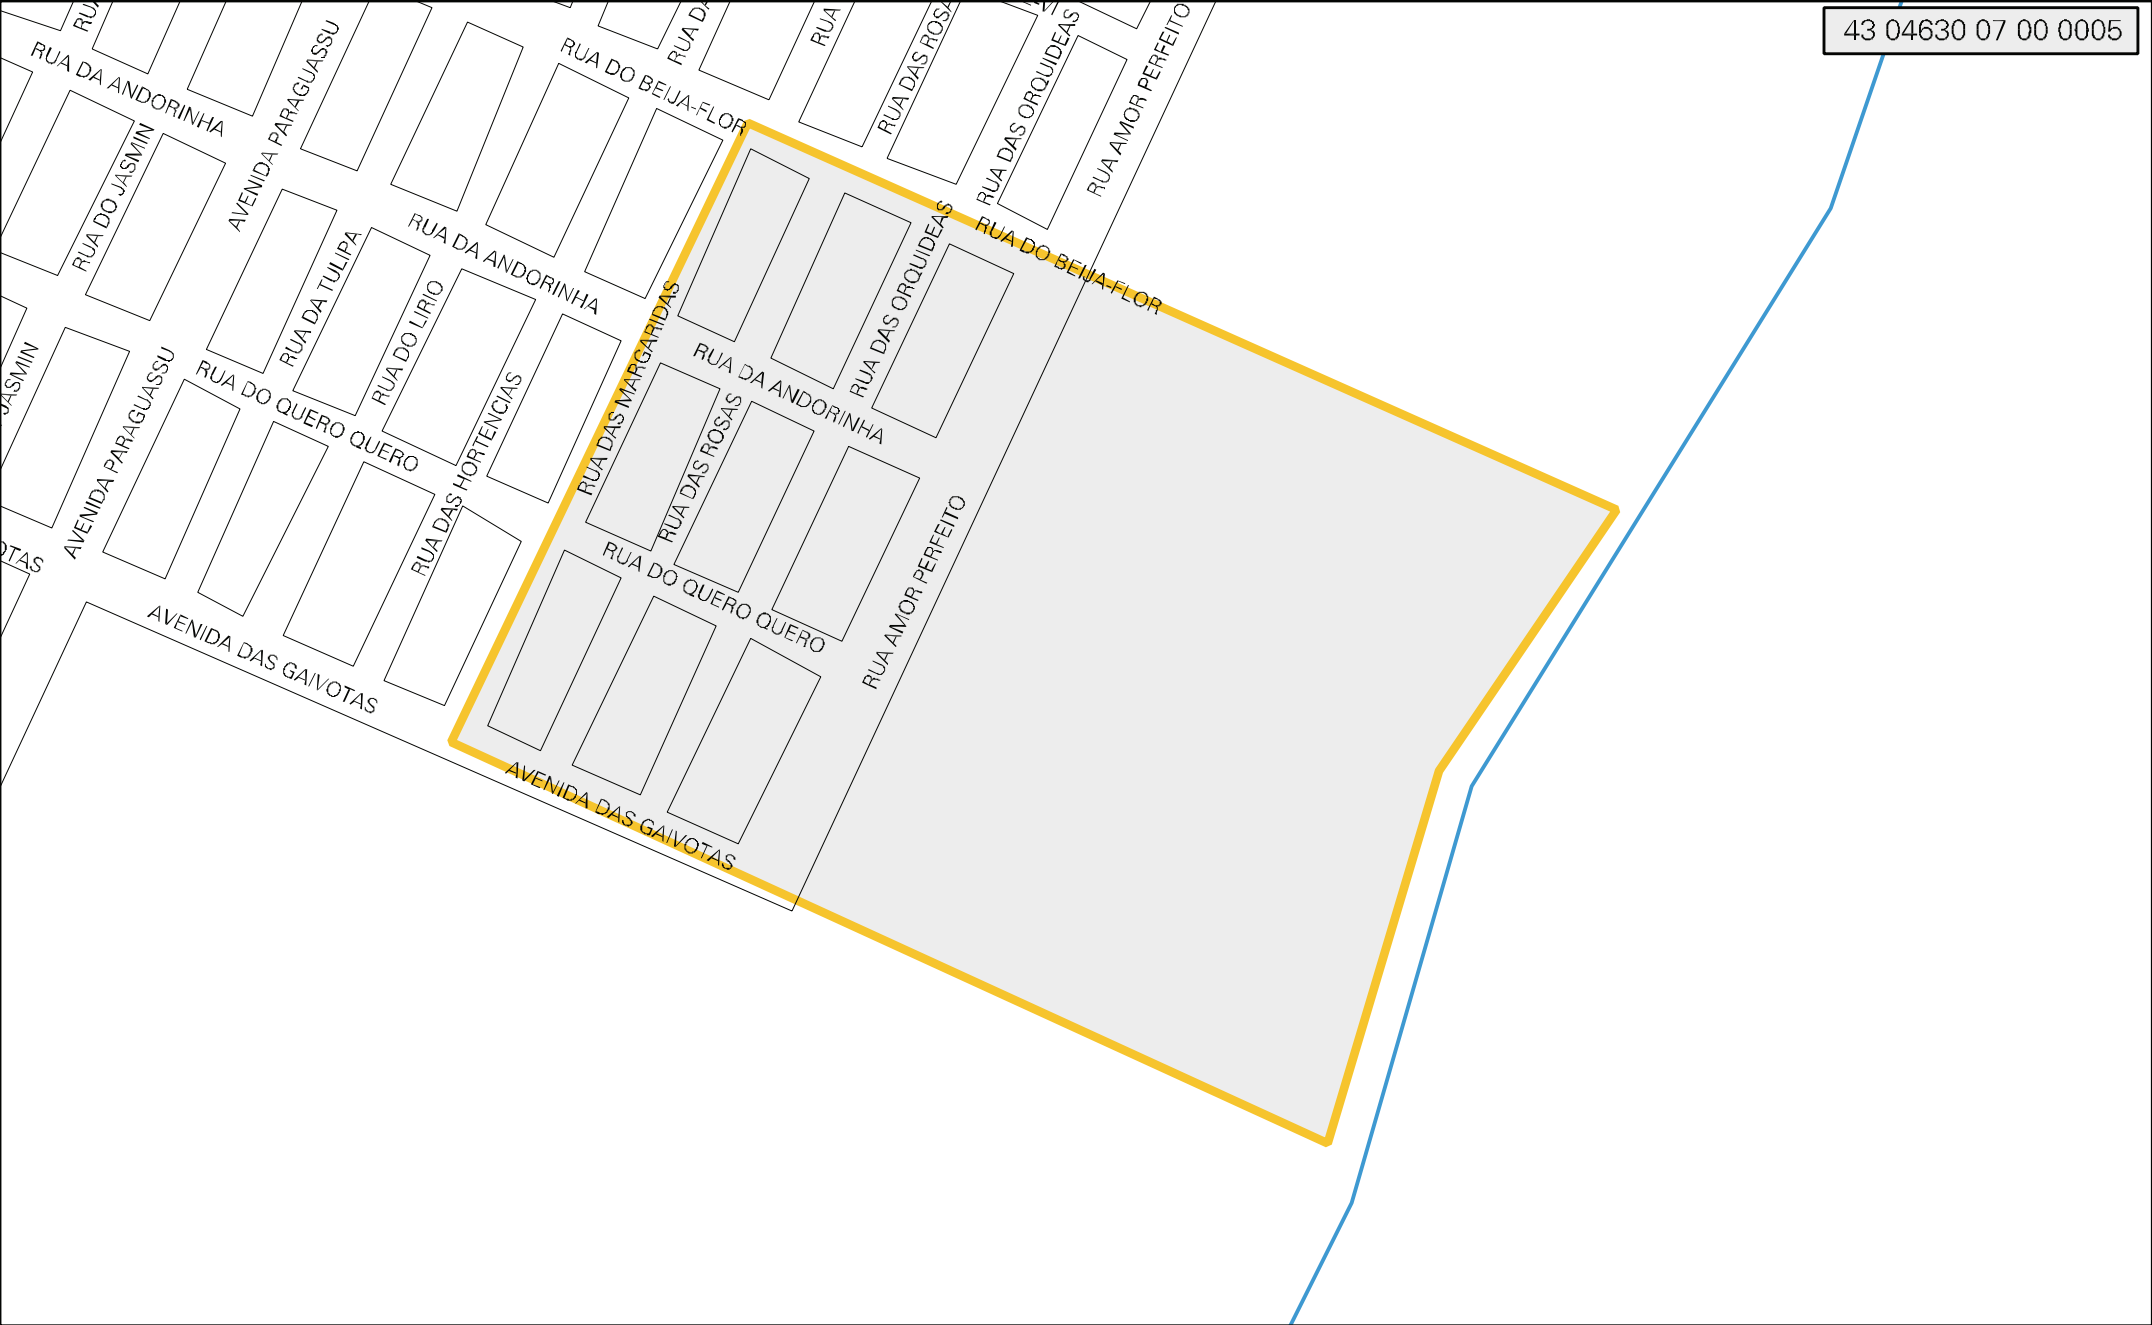 43 04630 07 00 0005
RUA DA ANDORINHA
AVENIDA PARAGUASSU
RUA DO BEIJA-FLOR
RUA
RUA DAS ORQUIDEAS
RUA AMOR PERFEITO
RUA DO JASMIN
RUA DA ANDORINHA
RUA DAS ORQUIDEAS
RUA DO BEIJA-FLOR
RUA DA TULIPA
RUA DO LIRIO
RUA DAS MARGARIDAS
RUA DA ANDORINHA
JASMIN
AVENIDA PARAGUASSU
RUA DO QUERO QUERO
RUA DAS HORTENCIAS
RUA DAS ROSAS
RUA AMOR PERFEITO
RUA DO QUERO QUERO
AVENIDA DAS GAIVOTAS
AVENIDA DAS GAIVOTAS